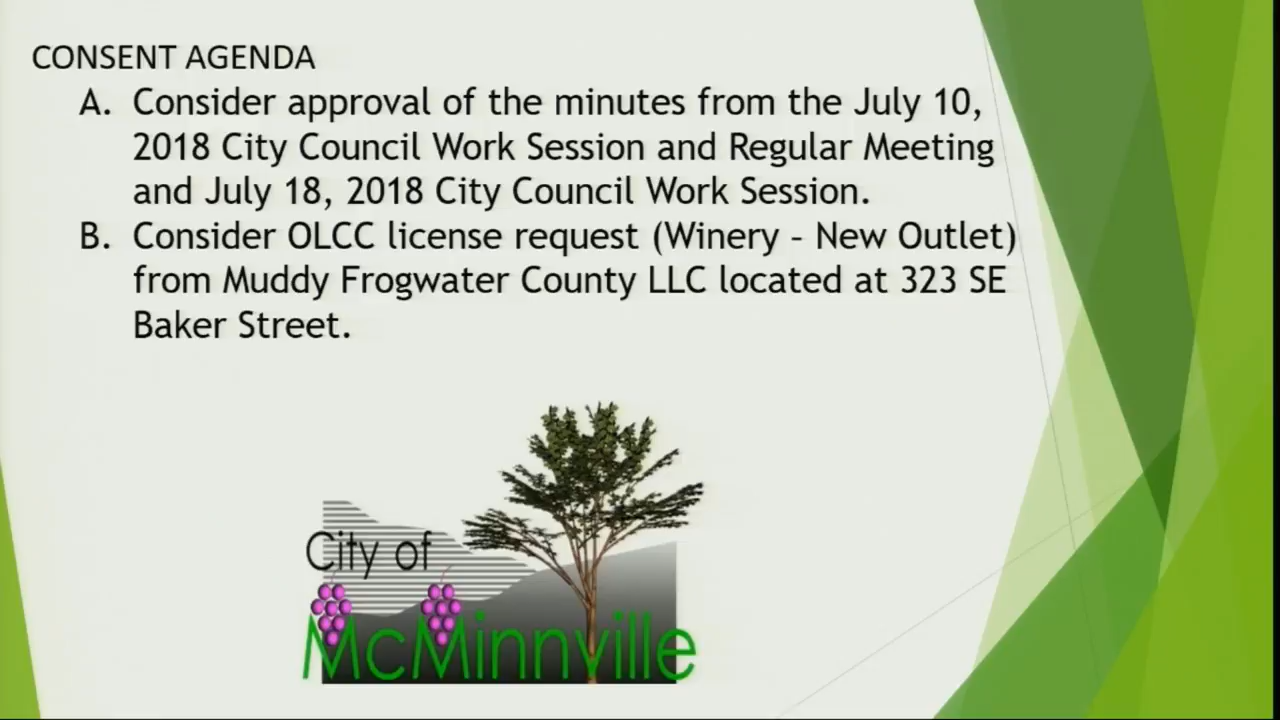 CONSENT AGENDA
A. Consider approval of the minutes from the July 10,
2018 City Council Work Session and Regular Meeting
and July 18, 2018 City Council Work Session.
B. Consider OLCC license request (Winery – New Outlet)
from Muddy Frogwater County LLC located at 323 SE
Baker Street.
City of
McMinnville